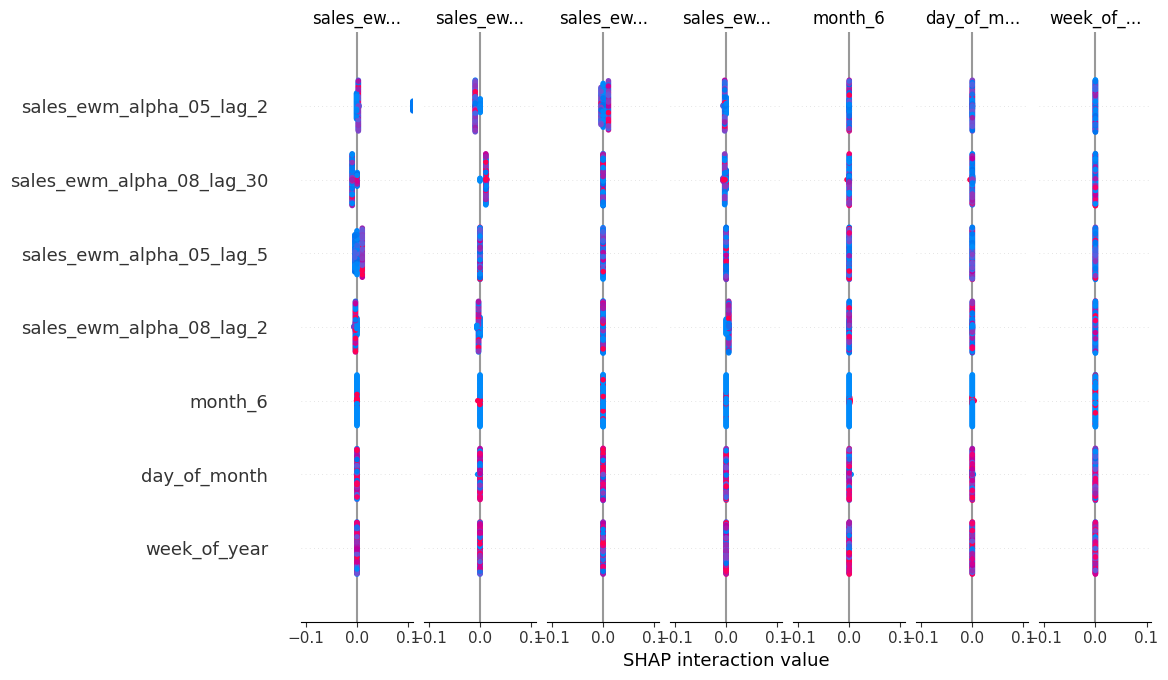 sales_ew... sales_ew... sales_ew... sales_ew... month_6 day_of_m... week_of_...
sales_ewm_alpha_05_lag_2
sales_ewm_alpha_08_lag_30
sales_ewm_alpha_05_lag_5
sales_ewm_alpha_08_lag_2
month_6
day_of_month
week_of_year
−0.1 0.0 0.1 −0.1 0.0 0.1 −0.1 0.0 0.1 −0.1 0.0 0.1 −0.1 0.0 0.1 −0.1 0.0 0.1 −0.1 0.0 0.1
SHAP interaction value